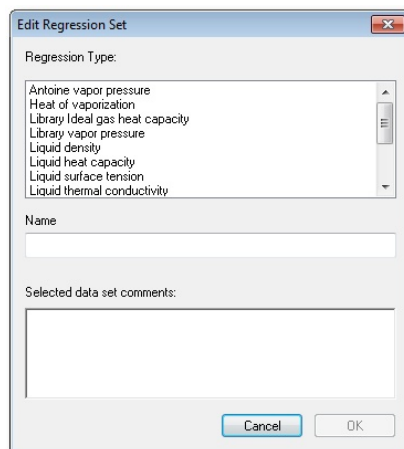 Edit Regression Set
Regression Type:
Antoine vapor pressure
Heat of vaporization
Library Ideal gas heat capacity
Library vapor pressure
Liquid density
Liquid heat capacity
Liquid surface tension
Liquid thermal conductivity
Name
Selected data set comments:
Cancel OK